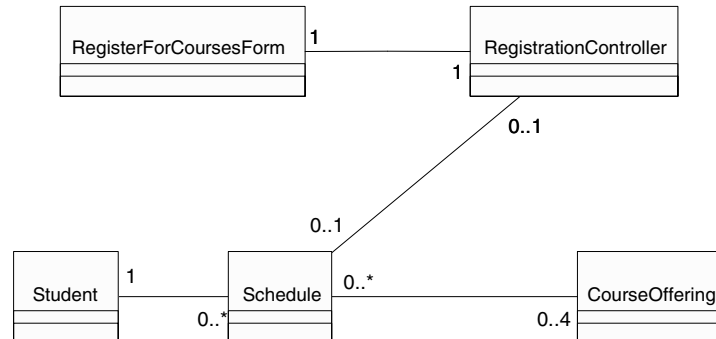 RegisterForCoursesForm
1
RegistrationController
1
0..1
0..1
Student
1
0..*
Schedule
0..*
CourseOffering
0..4